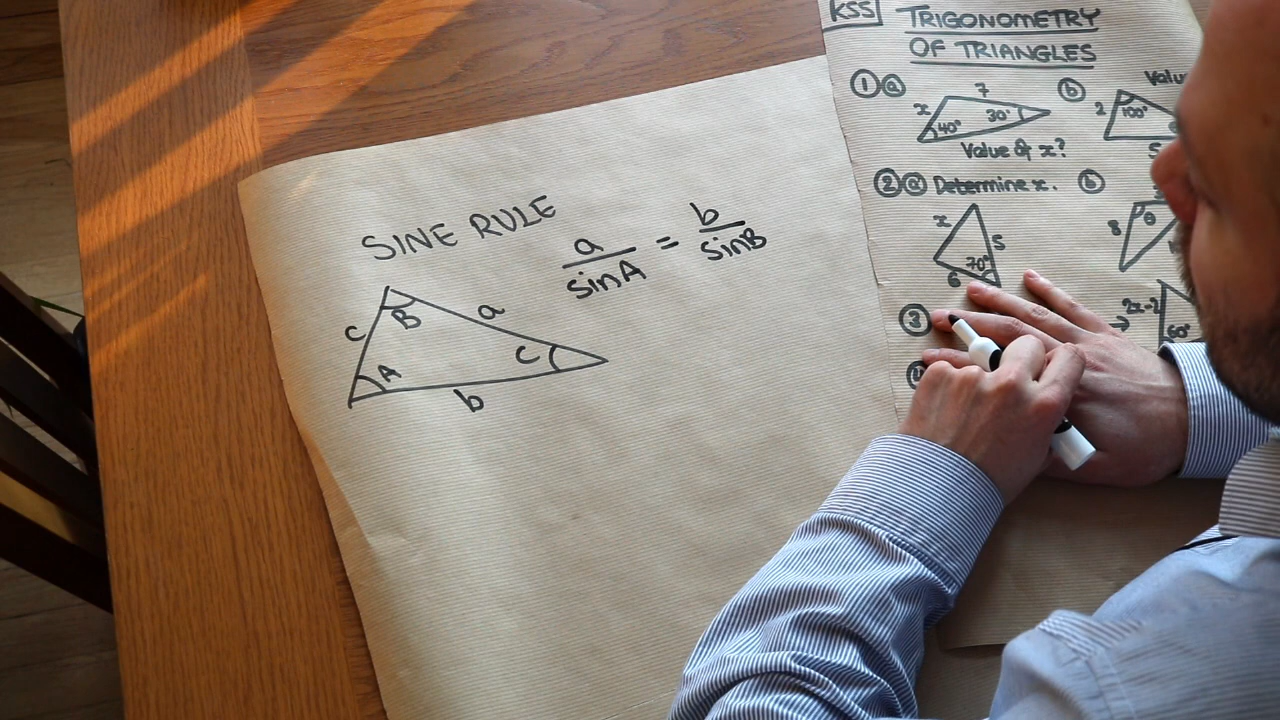 SINE RULE
a/sinA = b/sinB
B
a
c
A
C
b
KSS
TRIGONOMETRY
OF TRIANGLES
① ⓐ
x
7
40°
30°
Value of x?
ⓑ
2
100°
5
② ⓐ Determine x.
x
5
70°
6
ⓑ
8
θ
③
2x-2
60°